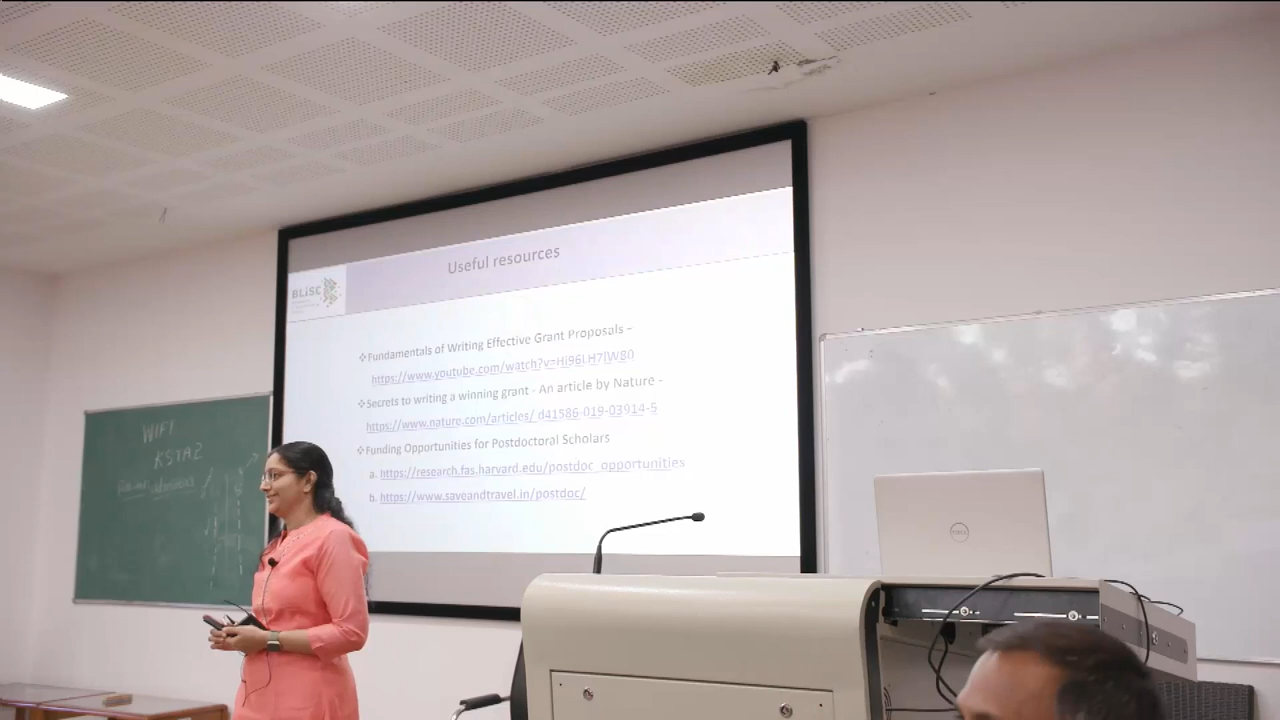 Useful resources
BLiSC
❖Fundamentals of Writing Effective Grant Proposals –
https://www.youtube.com/watch?v=Hi96LH7lW80
❖Secrets to writing a winning grant - An article by Nature -
https://www.nature.com/articles/ d41586-019-03914-5
❖Funding Opportunities for Postdoctoral Scholars
a. https://research.fas.harvard.edu/postdoc_opportunities
b. https://www.saveandtravel.in/postdoc/
WIFI
KSTA2
DELL